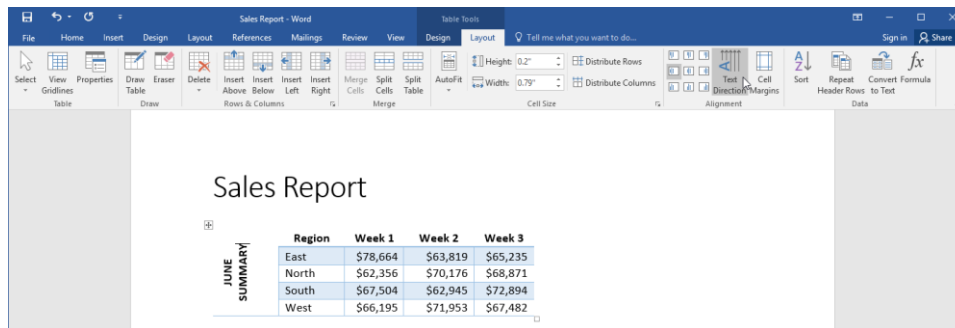 Sales Report - Word
Table Tools
File Home Insert Design Layout References Mailings Review View Design Layout Tell me what you want to do... Sign in Share
Select View Gridlines Properties Draw Table Eraser Delete Insert Above Insert Below Insert Left Insert Right Merge Cells Split Cells Split Table AutoFit Height: 0.2" Width: 0.79" Distribute Rows Distribute Columns Text Direction Cell Margins Sort Repeat Header Rows Convert to Text Formula
Table Draw Rows & Columns Merge Cell Size Alignment Data
Sales Report
JUNE
SUMMARY
Region Week 1 Week 2 Week 3
East $78,664 $63,819 $65,235
North $62,356 $70,176 $68,871
South $67,504 $62,945 $72,894
West $66,195 $71,953 $67,482